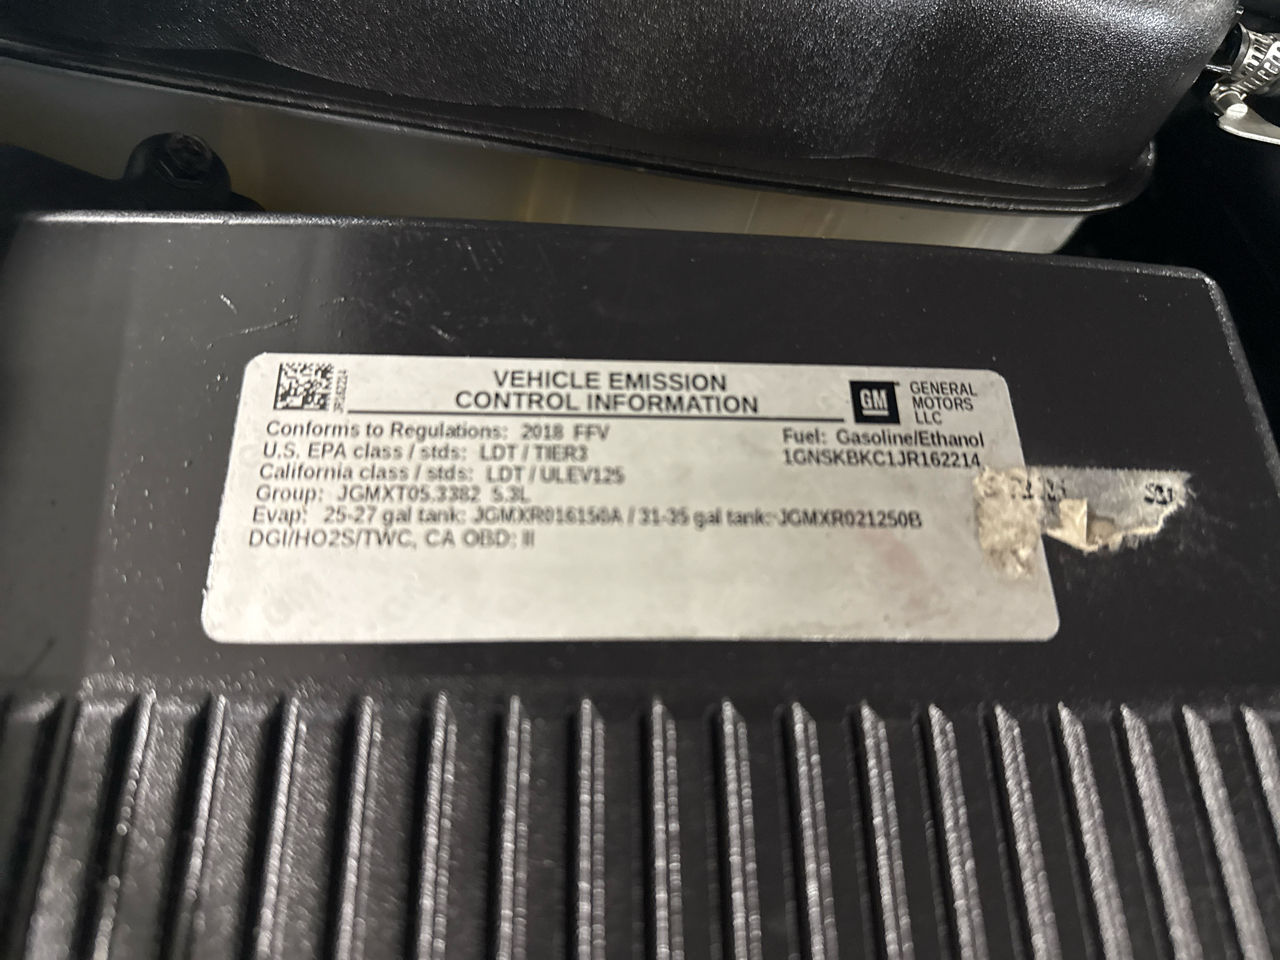 JR162214
VEHICLE EMISSION
CONTROL INFORMATION
GM
GENERAL
MOTORS
LLC
Conforms to Regulations: 2018 FFV
U.S. EPA class / stds: LDT / TIER3
California class / stds: LDT / ULEV125
Group: JGMXT05.3382 5.3L
Evap: 25-27 gal tank: JGMXR016150A / 31-35 gal tank: JGMXR021250B
DGI/HO2S/TWC, CA OBD: II
Fuel: Gasoline/Ethanol
1GNSKBKC1JR162214